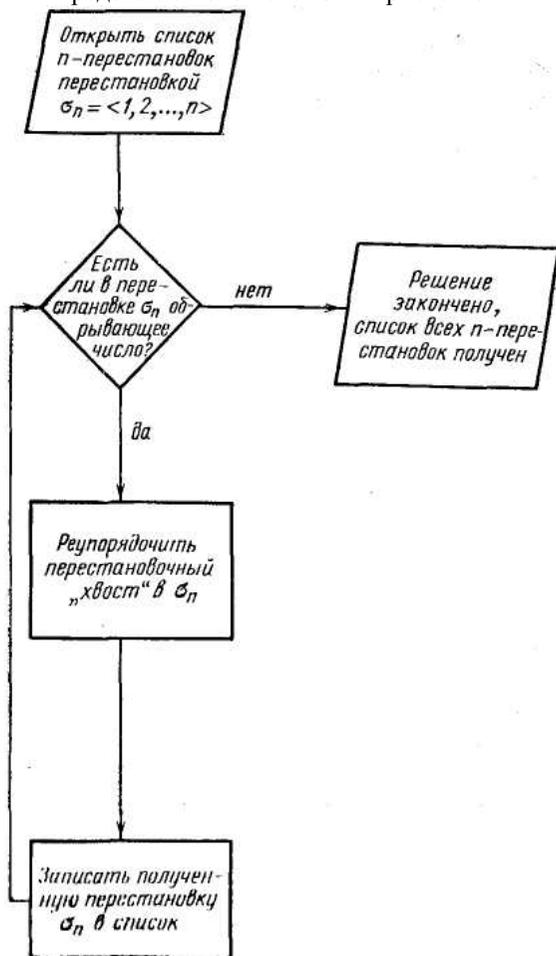 Открыть список
п-перестановок
перестановкой
σₙ = <1, 2, ..., n>
Есть
ли в пере-
становке σₙ об-
рывающее
число?
нет
Решение
закончено,
список всех п-пере-
становок получен
да
Реупорядочить
перестановочный
„хвост“ в σₙ
Записать получен-
ную перестановку
σₙ в список